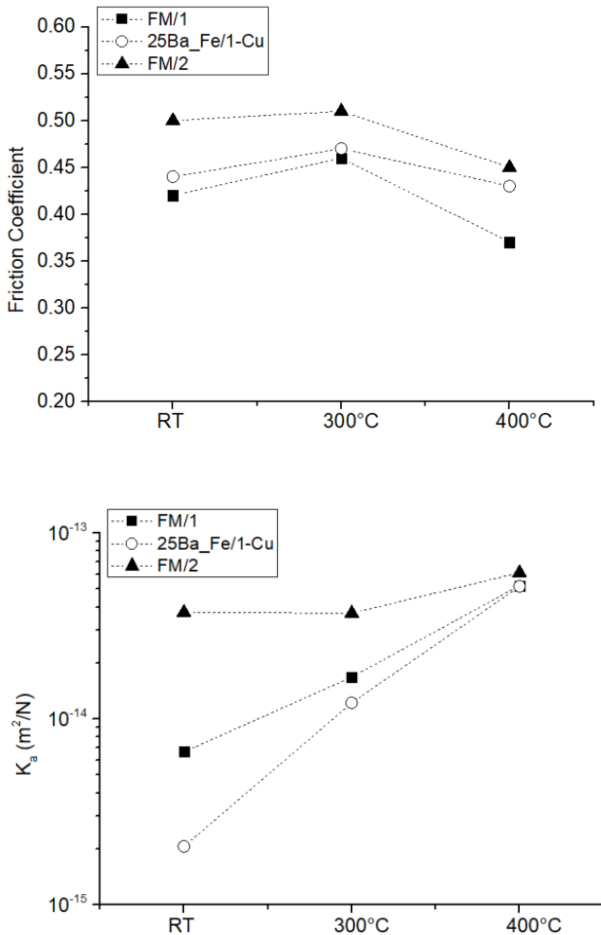 FM/1
25Ba_Fe/1-Cu
FM/2
0.60
0.55
0.50
0.45
0.40
0.35
0.30
0.25
0.20
Friction Coefficient
RT 300°C 400°C
FM/1
25Ba_Fe/1-Cu
FM/2
10⁻¹³
10⁻¹⁴
10⁻¹⁵
Kₐ (m²/N)
RT 300°C 400°C